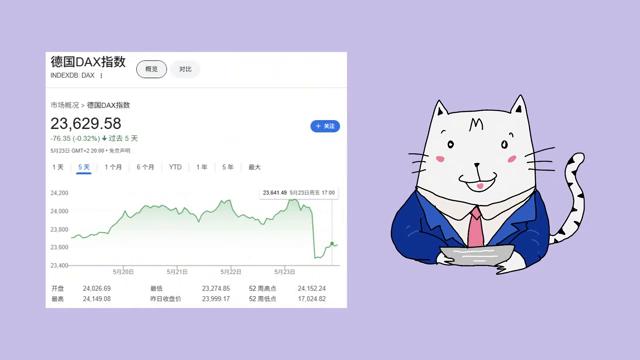 德国DAX指数
概览 对比
INDEXDB: DAX
市场概况 > 德国DAX指数
23,629.58
+ 关注
-76.35 (-0.32%) 过去 5 天
5月23日 GMT+2 20:00 • 免责声明
1 天 5 天 1 个月 6 个月 YTD 1 年 5 年 最大
23,641.49 5月23日周五 17:00
24,200
24,000
23,800
23,600
23,400
5月20日 5月21日 5月22日 5月23日
开盘 24,026.69 最低 23,274.85 52 周高点 24,152.24
最高 24,149.08 昨日收盘价 23,999.17 52 周低点 17,024.82